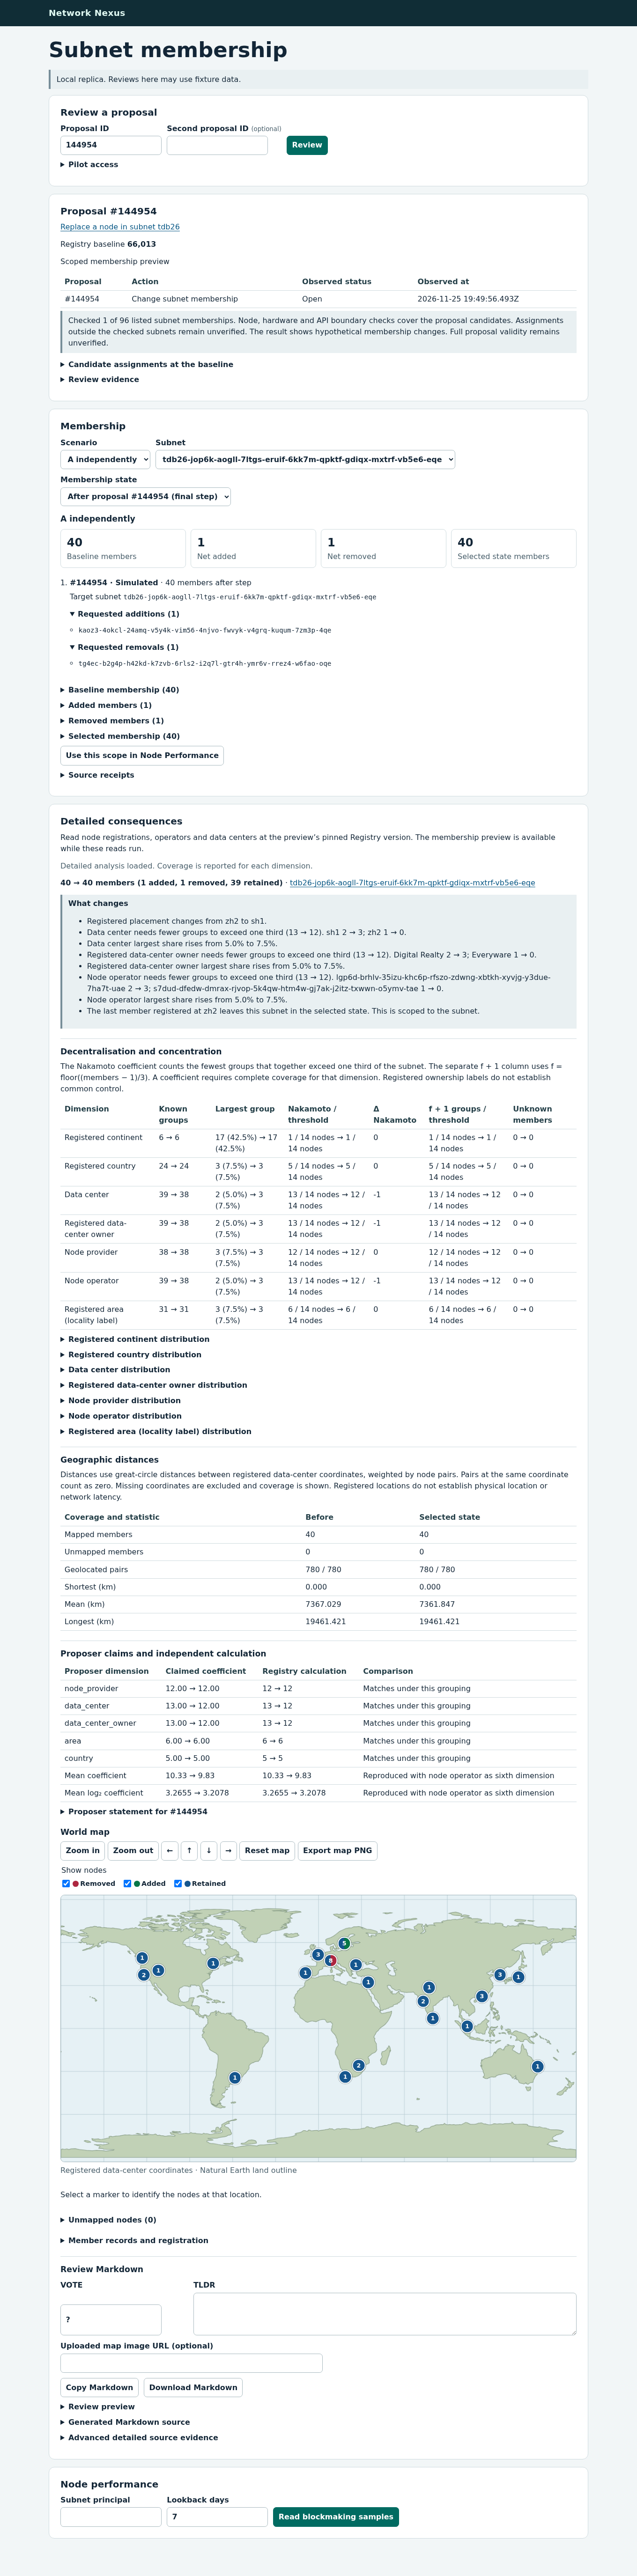 Network Nexus
Subnet membership
Local replica. Reviews here may use fixture data.
Review a proposal
Proposal ID
Second proposal ID (optional)
144954
Review
Pilot access
Proposal #144954
Replace a node in subnet tdb26
Registry baseline 66,013
Scoped membership preview
Proposal Action Observed status Observed at
#144954 Change subnet membership Open 2026-11-25 19:49:56.493Z
Checked 1 of 96 listed subnet memberships. Node, hardware and API boundary checks cover the proposal candidates. Assignments
outside the checked subnets remain unverified. The result shows hypothetical membership changes. Full proposal validity remains
unverified.
Candidate assignments at the baseline
Review evidence
Membership
Scenario Subnet
A independently tdb26-jop6k-aogll-7ltgs-eruif-6kk7m-qpktf-gdiqx-mxtrf-vb5e6-eqe
Membership state
After proposal #144954 (final step)
A independently
40 1 1 40
Baseline members Net added Net removed Selected state members
1. #144954 · Simulated · 40 members after step
Target subnet tdb26-jop6k-aogll-7ltgs-eruif-6kk7m-qpktf-gdiqx-mxtrf-vb5e6-eqe
Requested additions (1)
kaoz3-4okcl-24amq-v5y4k-vim56-4njvo-fwvyk-v4grq-kuqum-7zm3p-4qe
Requested removals (1)
tg4ec-b2g4p-h42kd-k7zvb-6rls2-i2q7l-gtr4h-ymr6v-rrez4-w6fao-oqe
Baseline membership (40)
Added members (1)
Removed members (1)
Selected membership (40)
Use this scope in Node Performance
Source receipts
Detailed consequences
Read node registrations, operators and data centers at the preview's pinned Registry version. The membership preview is available
while these reads run.
Detailed analysis loaded. Coverage is reported for each dimension.
40 → 40 members (1 added, 1 removed, 39 retained) · tdb26-jop6k-aogll-7ltgs-eruif-6kk7m-qpktf-gdiqx-mxtrf-vb5e6-eqe
What changes
Registered placement changes from zh2 to sh1.
Data center needs fewer groups to exceed one third (13 → 12). sh1 2 → 3; zh2 1 → 0.
Data center largest share rises from 5.0% to 7.5%.
Registered data-center owner needs fewer groups to exceed one third (13 → 12). Digital Realty 2 → 3; Everyware 1 → 0.
Registered data-center owner largest share rises from 5.0% to 7.5%.
Node operator needs fewer groups to exceed one third (13 → 12). lgp6d-brhlv-35izu-khc6p-rfszo-zdwng-xbtkh-xyvjg-y3due-
7ha7t-uae 2 → 3; s7dud-dfedw-dmrax-rjvop-5k4qw-htm4w-gj7ak-j2itz-txwwn-o5ymv-tae 1 → 0.
Node operator largest share rises from 5.0% to 7.5%.
The last member registered at zh2 leaves this subnet in the selected state. This is scoped to the subnet.
Decentralisation and concentration
The Nakamoto coefficient counts the fewest groups that together exceed one third of the subnet. The separate f + 1 column uses f =
floor((members − 1)/3). A coefficient requires complete coverage for that dimension. Registered ownership labels do not establish
common control.
Dimension Known groups Largest group Nakamoto / threshold Δ Nakamoto f + 1 groups / threshold Unknown members
Registered continent 6 → 6 17 (42.5%) → 17 (42.5%) 1 / 14 nodes → 1 / 14 nodes 0 1 / 14 nodes → 1 / 14 nodes 0 → 0
Registered country 24 → 24 3 (7.5%) → 3 (7.5%) 5 / 14 nodes → 5 / 14 nodes 0 5 / 14 nodes → 5 / 14 nodes 0 → 0
Data center 39 → 38 2 (5.0%) → 3 (7.5%) 13 / 14 nodes → 12 / 14 nodes -1 13 / 14 nodes → 12 / 14 nodes 0 → 0
Registered data-center owner 39 → 38 2 (5.0%) → 3 (7.5%) 13 / 14 nodes → 12 / 14 nodes -1 13 / 14 nodes → 12 / 14 nodes 0 → 0
Node provider 38 → 38 3 (7.5%) → 3 (7.5%) 12 / 14 nodes → 12 / 14 nodes 0 12 / 14 nodes → 12 / 14 nodes 0 → 0
Node operator 39 → 38 2 (5.0%) → 3 (7.5%) 13 / 14 nodes → 12 / 14 nodes -1 13 / 14 nodes → 12 / 14 nodes 0 → 0
Registered area (locality label) 31 → 31 3 (7.5%) → 3 (7.5%) 6 / 14 nodes → 6 / 14 nodes 0 6 / 14 nodes → 6 / 14 nodes 0 → 0
Registered continent distribution
Registered country distribution
Data center distribution
Registered data-center owner distribution
Node provider distribution
Node operator distribution
Registered area (locality label) distribution
Geographic distances
Distances use great-circle distances between registered data-center coordinates, weighted by node pairs. Pairs at the same coordinate
count as zero. Missing coordinates are excluded and coverage is shown. Registered locations do not establish physical location or
network latency.
Coverage and statistic Before Selected state
Mapped members 40 40
Unmapped members 0 0
Geolocated pairs 780 / 780 780 / 780
Shortest (km) 0.000 0.000
Mean (km) 7367.029 7361.847
Longest (km) 19461.421 19461.421
Proposer claims and independent calculation
Proposer dimension Claimed coefficient Registry calculation Comparison
node_provider 12.00 → 12.00 12 → 12 Matches under this grouping
data_center 13.00 → 12.00 13 → 12 Matches under this grouping
data_center_owner 13.00 → 12.00 13 → 12 Matches under this grouping
area 6.00 → 6.00 6 → 6 Matches under this grouping
country 5.00 → 5.00 5 → 5 Matches under this grouping
Mean coefficient 10.33 → 9.83 10.33 → 9.83 Reproduced with node operator as sixth dimension
Mean log₂ coefficient 3.2655 → 3.2078 3.2655 → 3.2078 Reproduced with node operator as sixth dimension
Proposer statement for #144954
World map
Zoom in Zoom out ← ↑ ↓ → Reset map Export map PNG
Show nodes
Removed Added Retained
5
3
8
1
1
1
1
2
1
1
1
3
1
1
2
3
1
1
2
1
1
1
Registered data-center coordinates · Natural Earth land outline
Select a marker to identify the nodes at that location.
Unmapped nodes (0)
Member records and registration
Review Markdown
VOTE TLDR
?
Uploaded map image URL (optional)
Copy Markdown Download Markdown
Review preview
Generated Markdown source
Advanced detailed source evidence
Node performance
Subnet principal Lookback days
7 Read blockmaking samples